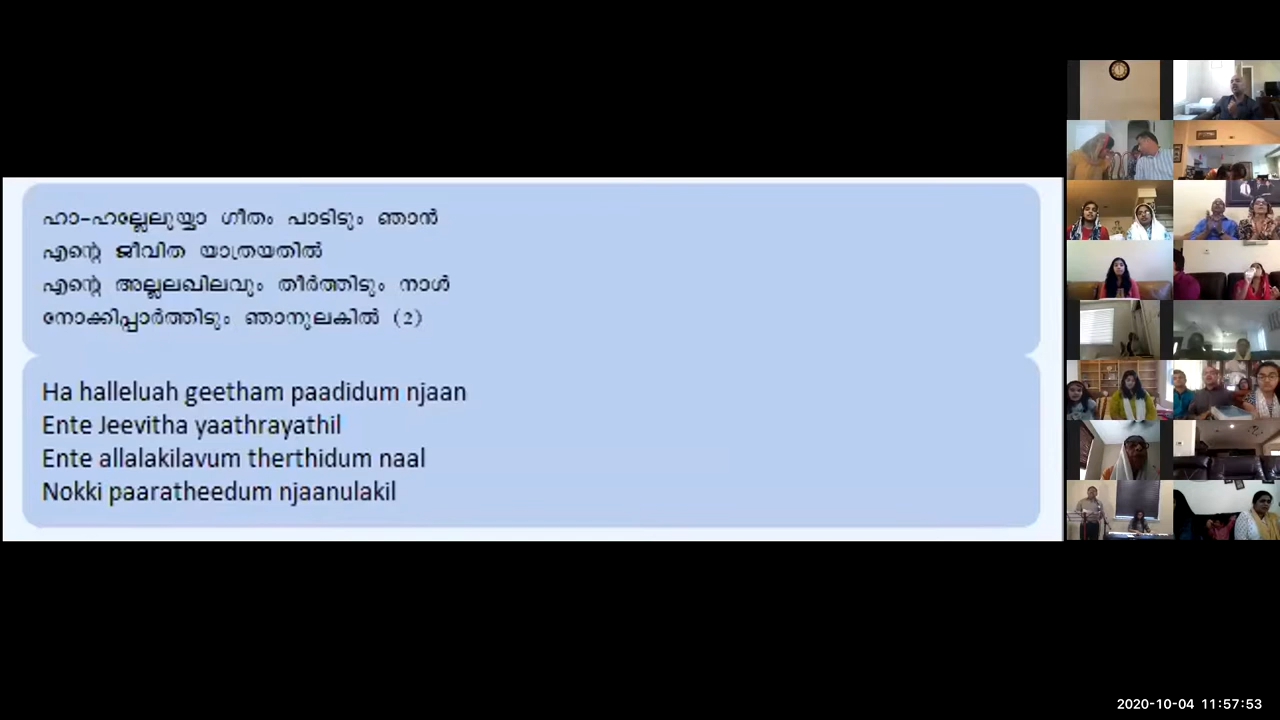 ഹാ-ഹല്ലേലുയ്യാ ഗീതം പാടിടും ഞാൻ
എന്റെ ജീവിത യാത്രയതിൽ
എന്റെ അല്ലലഖിലവും തീർത്തിടും നാൾ
നോക്കിപ്പാർത്തിടും ഞാനുലകിൽ (2)
Ha halleluah geetham paadidum njaan
Ente Jeevitha yaathrayathil
Ente allalakilavum therthidum naal
Nokki paaratheedum njaanulakil
2020-10-04 11:57:53